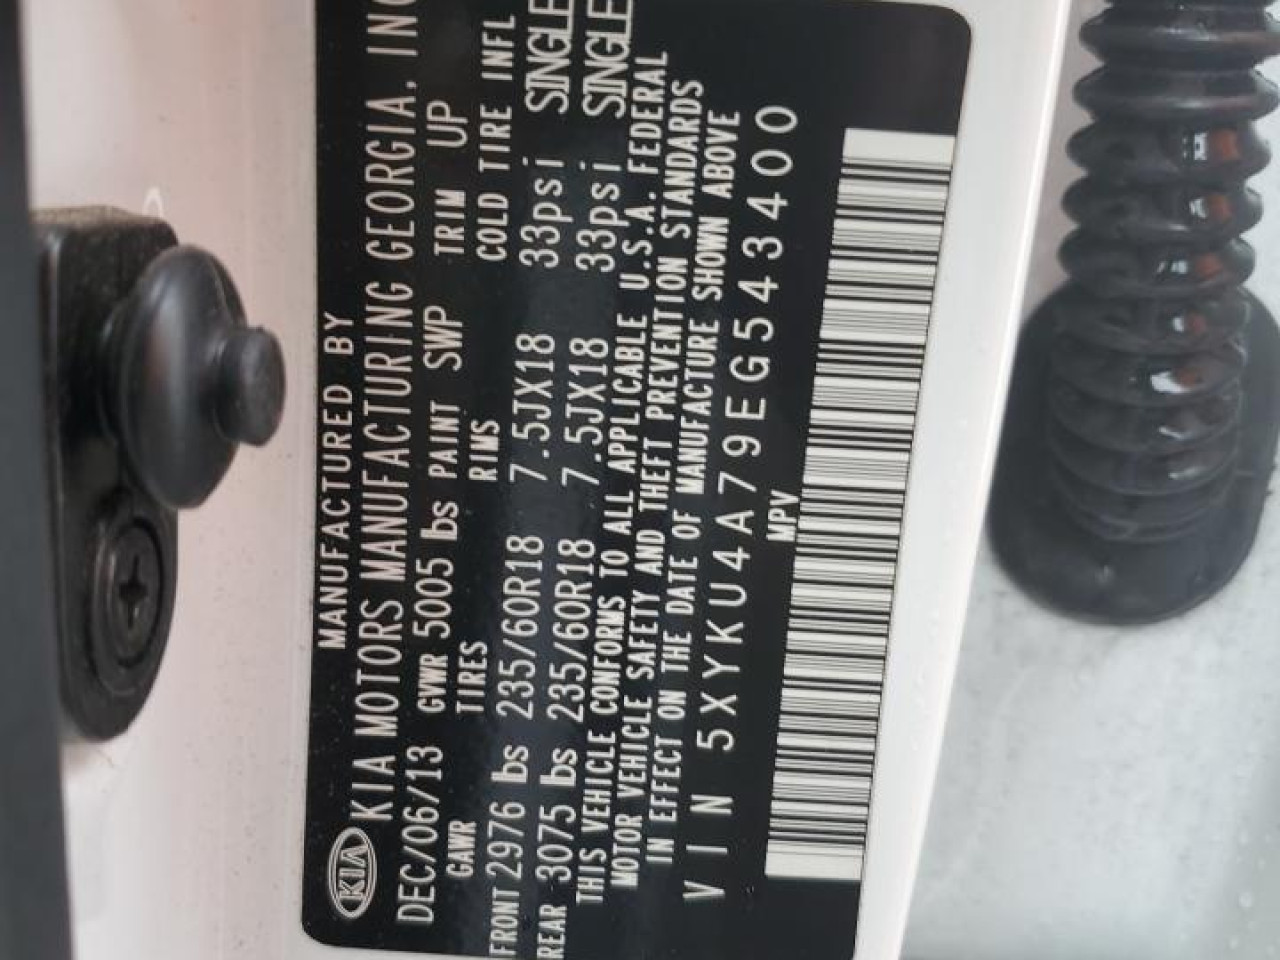 MANUFACTURED BY
KIA KIA MOTORS MANUFACTURING GEORGIA, INC
DEC/06/13 GVWR 5005 lbs PAINT SWP TRIM UP
GAWR TIRES RIMS COLD TIRE INFL
FRONT 2976 lbs 235/60R18 7.5JX18 33psi SINGLE
REAR 3075 lbs 235/60R18 7.5JX18 33psi SINGLE
THIS VEHICLE CONFORMS TO ALL APPLICABLE U.S.A. FEDERAL
MOTOR VEHICLE SAFETY AND THEFT PREVENTION STANDARDS
IN EFFECT ON THE DATE OF MANUFACTURE SHOWN ABOVE
VIN 5XYKU4A79EG543400
MPV